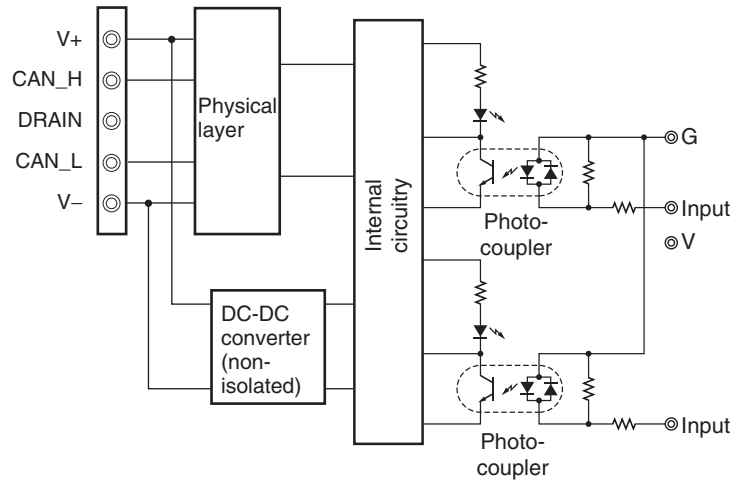 V+
CAN_H
DRAIN
CAN_L
V−
Physical
layer
DC-DC
converter
(non-
isolated)
Internal
circuitry
Photo-
coupler
G
Input
V
Photo-
coupler
Input